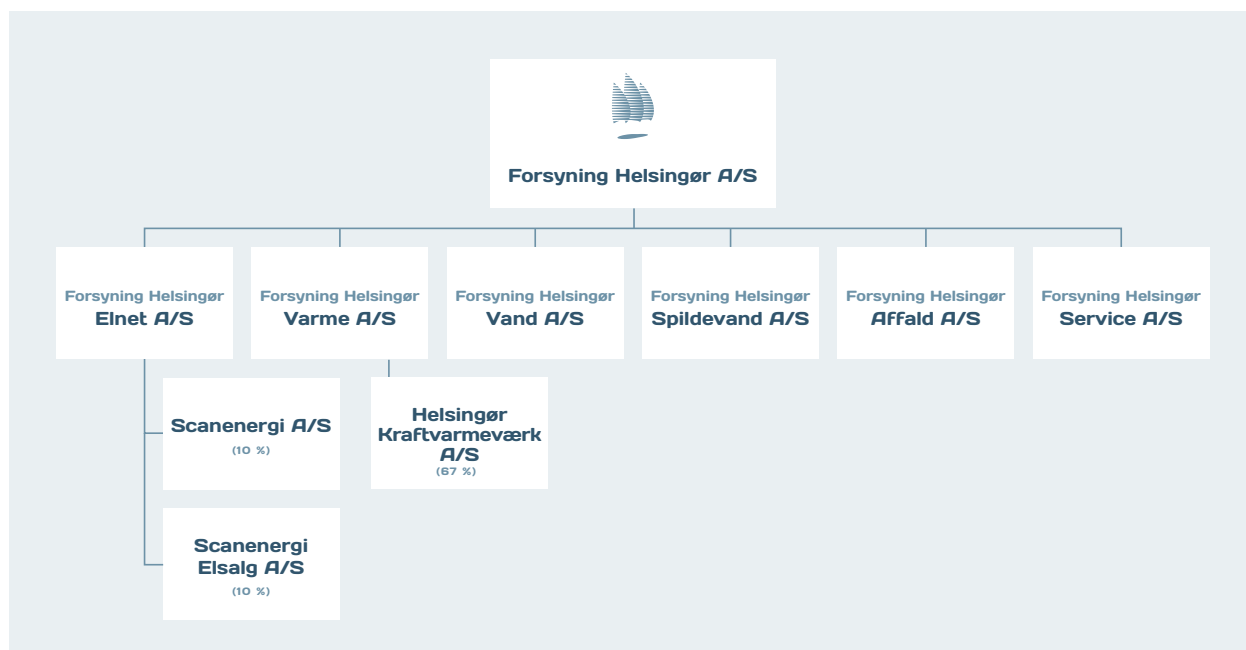 Forsyning Helsingør A/S
Forsyning Helsingør
Elnet A/S
Forsyning Helsingør
Varme A/S
Forsyning Helsingør
Vand A/S
Forsyning Helsingør
Spildevand A/S
Forsyning Helsingør
Affald A/S
Forsyning Helsingør
Service A/S
Scanenergi A/S
(10 %)
Helsingør
Kraftvarmeværk
A/S
(67 %)
Scanenergi
Elsalg A/S
(10 %)